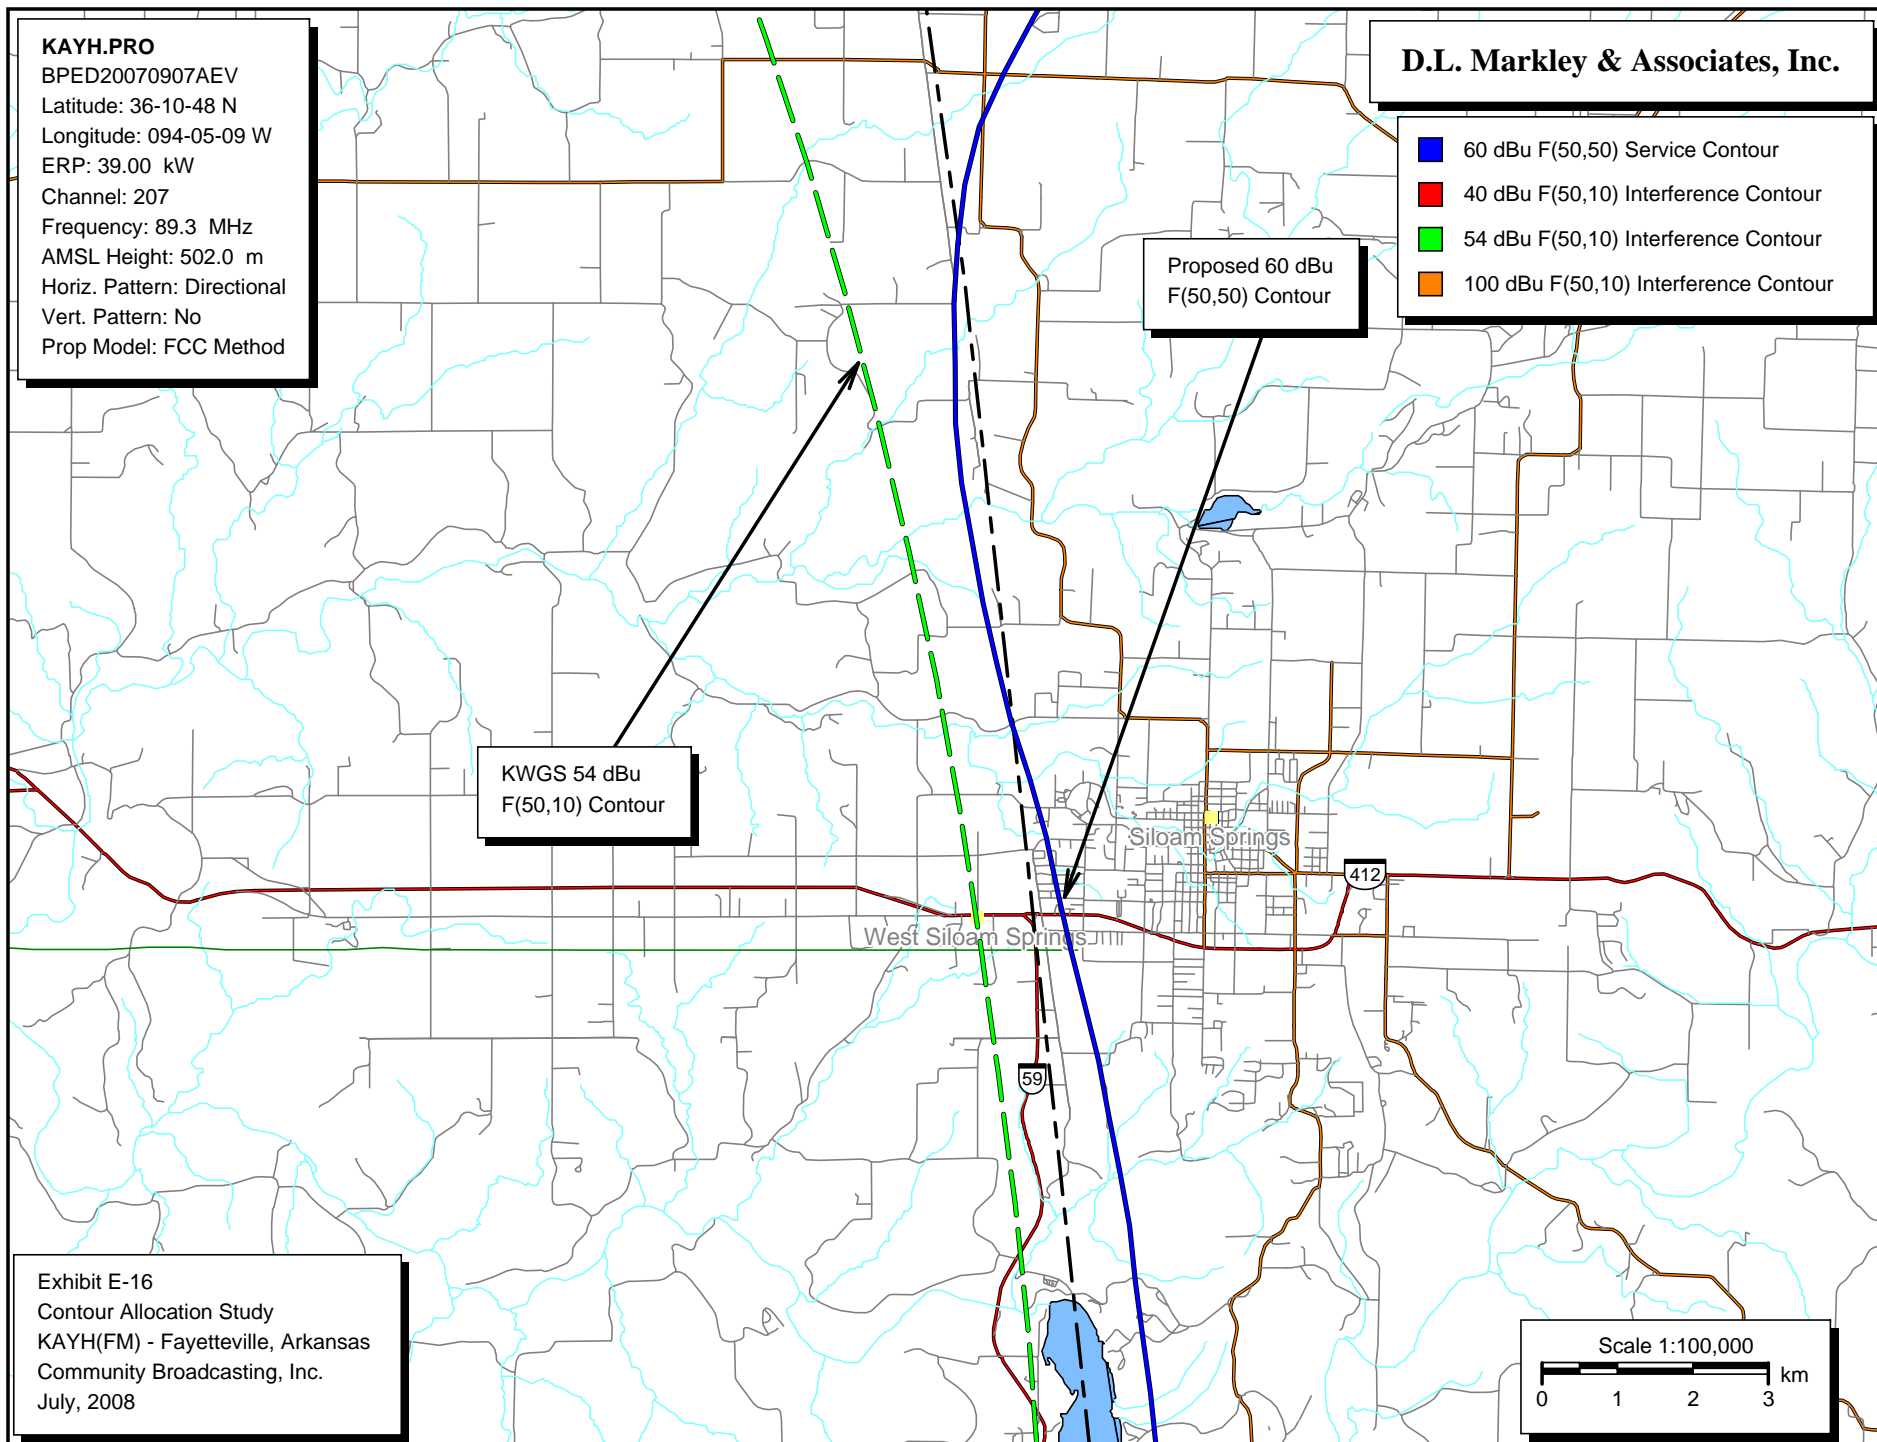 KAYH.PRO
BPED20070907AEV
Latitude: 36-10-48 N
Longitude: 094-05-09 W
ERP: 39.00 kW
Channel: 207
Frequency: 89.3 MHz
AMSL Height: 502.0 m
Horiz. Pattern: Directional
Vert. Pattern: No
Prop Model: FCC Method
D.L. Markley & Associates, Inc.
60 dBu F(50,50) Service Contour
40 dBu F(50,10) Interference Contour
54 dBu F(50,10) Interference Contour
100 dBu F(50,10) Interference Contour
Proposed 60 dBu
F(50,50) Contour
KWGS 54 dBu
F(50,10) Contour
Siloam Springs
412
West Siloam Springs
59
Exhibit E-16
Contour Allocation Study
KAYH(FM) - Fayetteville, Arkansas
Community Broadcasting, Inc.
July, 2008
Scale 1:100,000
km
0 1 2 3